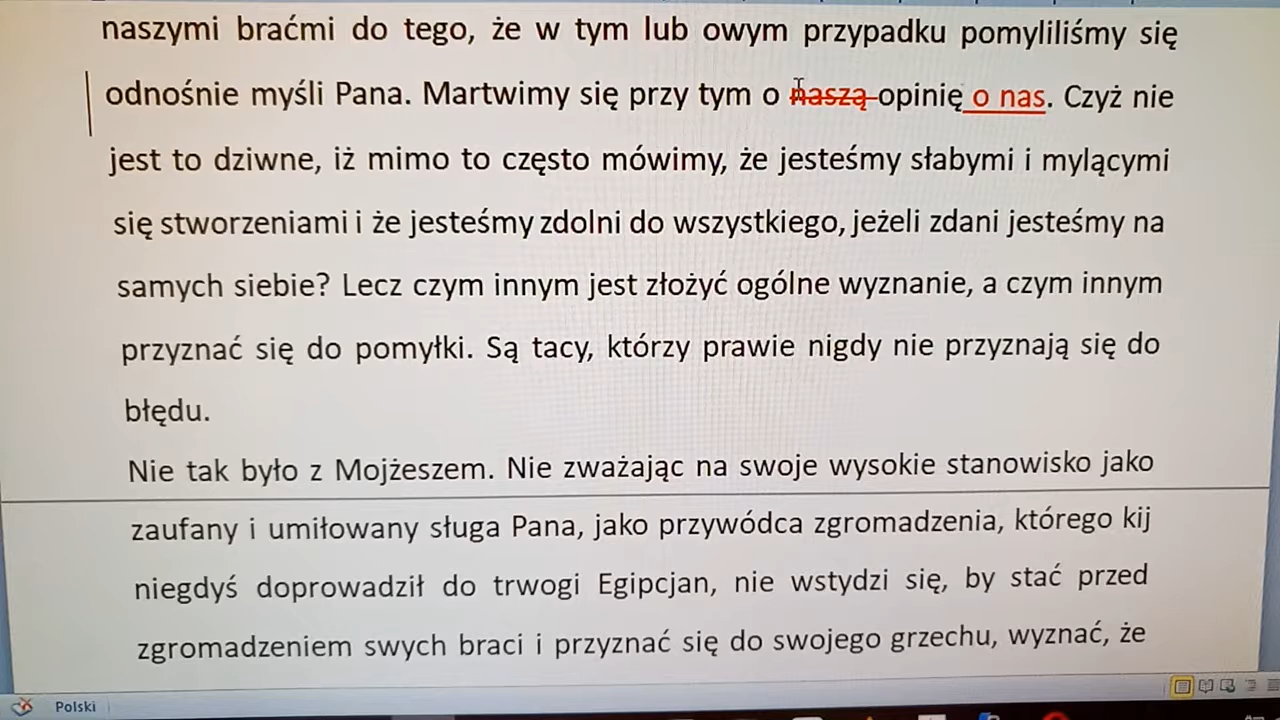 naszymi braćmi do tego, że w tym lub owym przypadku pomyliliśmy się
odnośnie myśli Pana. Martwimy się przy tym o naszą opinię o nas. Czyż nie
jest to dziwne, iż mimo to często mówimy, że jesteśmy słabymi i mylącymi
się stworzeniami i że jesteśmy zdolni do wszystkiego, jeżeli zdani jesteśmy na
samych siebie? Lecz czym innym jest złożyć ogólne wyznanie, a czym innym
przyznać się do pomyłki. Są tacy, którzy prawie nigdy nie przyznają się do
błędu.
Nie tak było z Mojżeszem. Nie zważając na swoje wysokie stanowisko jako
zaufany i umiłowany sługa Pana, jako przywódca zgromadzenia, którego kij
niegdyś doprowadził do trwogi Egipcjan, nie wstydzi się, by stać przed
zgromadzeniem swych braci i przyznać się do swojego grzechu, wyznać, że
Polski